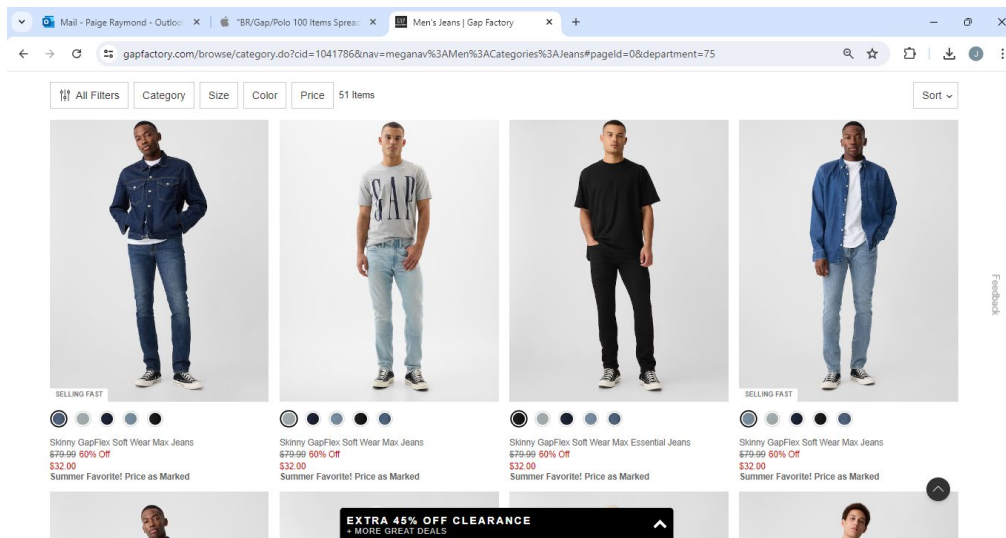 Mail - Paige Raymond - Outloo
"BR/Gap/Polo 100 Items Spread
GAP
Men's Jeans | Gap Factory
gapfactory.com/browse/category.do?cid=1041786&nav=meganav%3AMen%3ACategories%3AJeans#pageId=0&department=75
J
All Filters
Category
Size
Color
Price
51 Items
Sort
GAP
Feedback
SELLING FAST
SELLING FAST
Skinny GapFlex Soft Wear Max Jeans
$79.99 60% Off
$32.00
Summer Favorite! Price as Marked
Skinny GapFlex Soft Wear Max Jeans
$79.99 60% Off
$32.00
Summer Favorite! Price as Marked
Skinny GapFlex Soft Wear Max Essential Jeans
$79.99 60% Off
$32.00
Summer Favorite! Price as Marked
Skinny GapFlex Soft Wear Max Jeans
$79.99 60% Off
$32.00
Summer Favorite! Price as Marked
EXTRA 45% OFF CLEARANCE
+ MORE GREAT DEALS